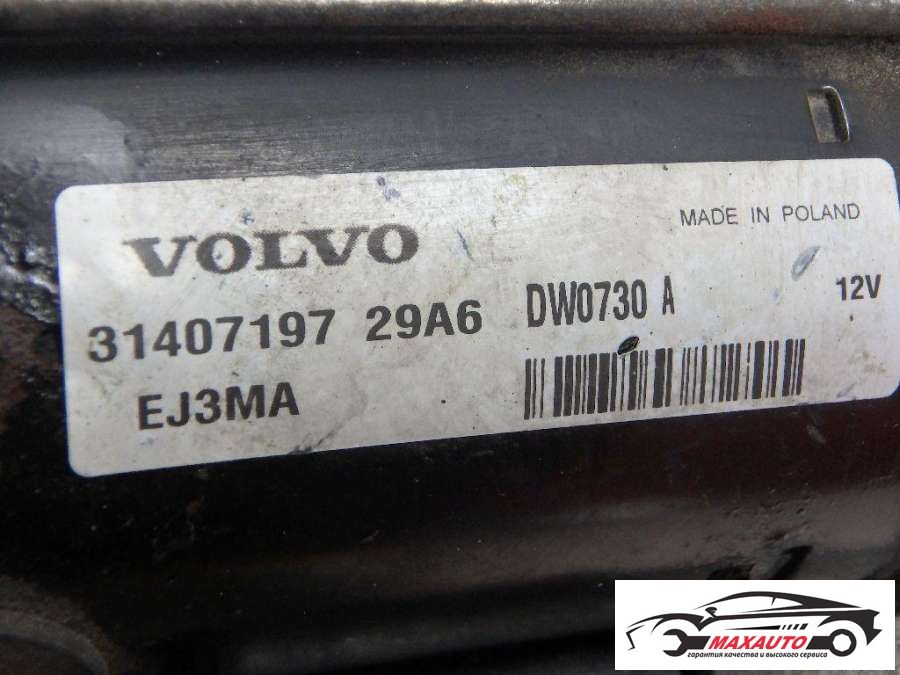 VOLVO
MADE IN POLAND
31407197 29A6 DW0730 A 12V
EJ3MA
MAXAUTO
гарантия качества и высокого сервиса